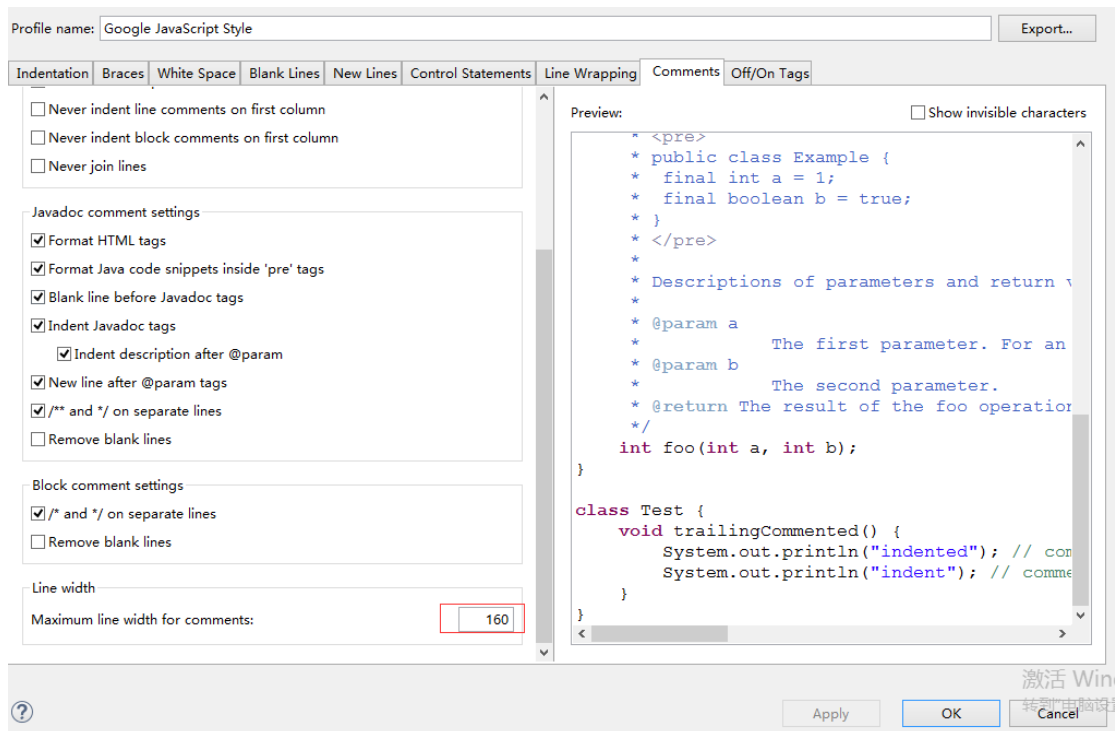 Profile name: Google JavaScript Style Export...
Indentation Braces White Space Blank Lines New Lines Control Statements Line Wrapping Comments Off/On Tags
Never indent line comments on first column
Never indent block comments on first column
Never join lines
Javadoc comment settings
Format HTML tags
Format Java code snippets inside 'pre' tags
Blank line before Javadoc tags
Indent Javadoc tags
Indent description after @param
New line after @param tags
/** and */ on separate lines
Remove blank lines
Block comment settings
/* and */ on separate lines
Remove blank lines
Line width
Maximum line width for comments: 160
Preview: Show invisible characters
* <pre>
* public class Example {
*  final int a = 1;
*  final boolean b = true;
* }
* </pre>
*
* Descriptions of parameters and return v
*
* @param a
*            The first parameter. For an
* @param b
*            The second parameter.
* @return The result of the foo operation
*/
int foo(int a, int b);
}
class Test {
void trailingCommented() {
System.out.println("indented"); // com
System.out.println("indent"); // comme
}
}
激活 Win
转到"电脑设
Apply OK Cancel